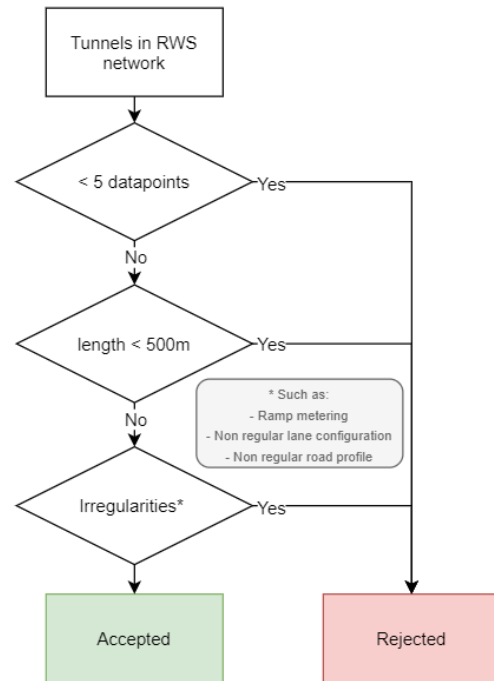 Tunnels in RWS
network
< 5 datapoints
Yes
No
length < 500m
Yes
* Such as:
- Ramp metering
- Non regular lane configuration
- Non regular road profile
No
Irregularities*
Yes
Accepted
Rejected